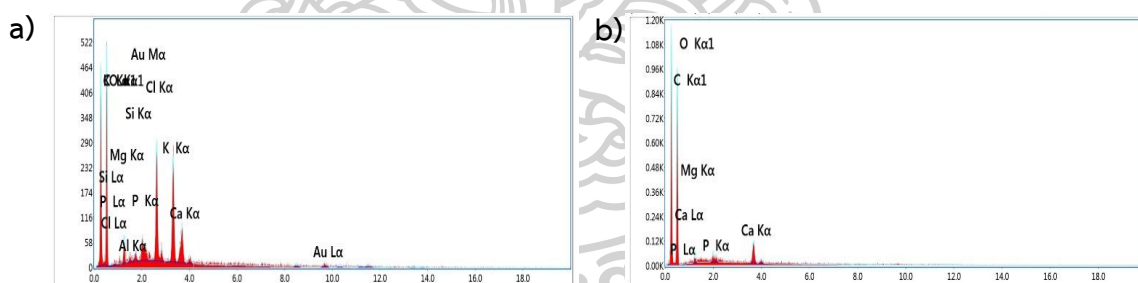 a)
522
464
406
348
290
232
174
116
58
0
Au Mα
Cl Kα
Si Kα
Mg Kα
K Kα
Si Lα
P Lα P Kα
Ca Kα
Cl Lα
Al Kα
Au Lα
0.0 2.0 4.0 6.0 8.0 10.0 12.0 14.0 16.0 18.0
b)
1.20K
1.08K
0.96K
0.84K
0.72K
0.60K
0.48K
0.36K
0.24K
0.12K
0.00K
O Kα1
C Kα1
Mg Kα
Ca Lα
Ca Kα
P Lα P Kα
0.0 2.0 4.0 6.0 8.0 10.0 12.0 14.0 16.0 18.0